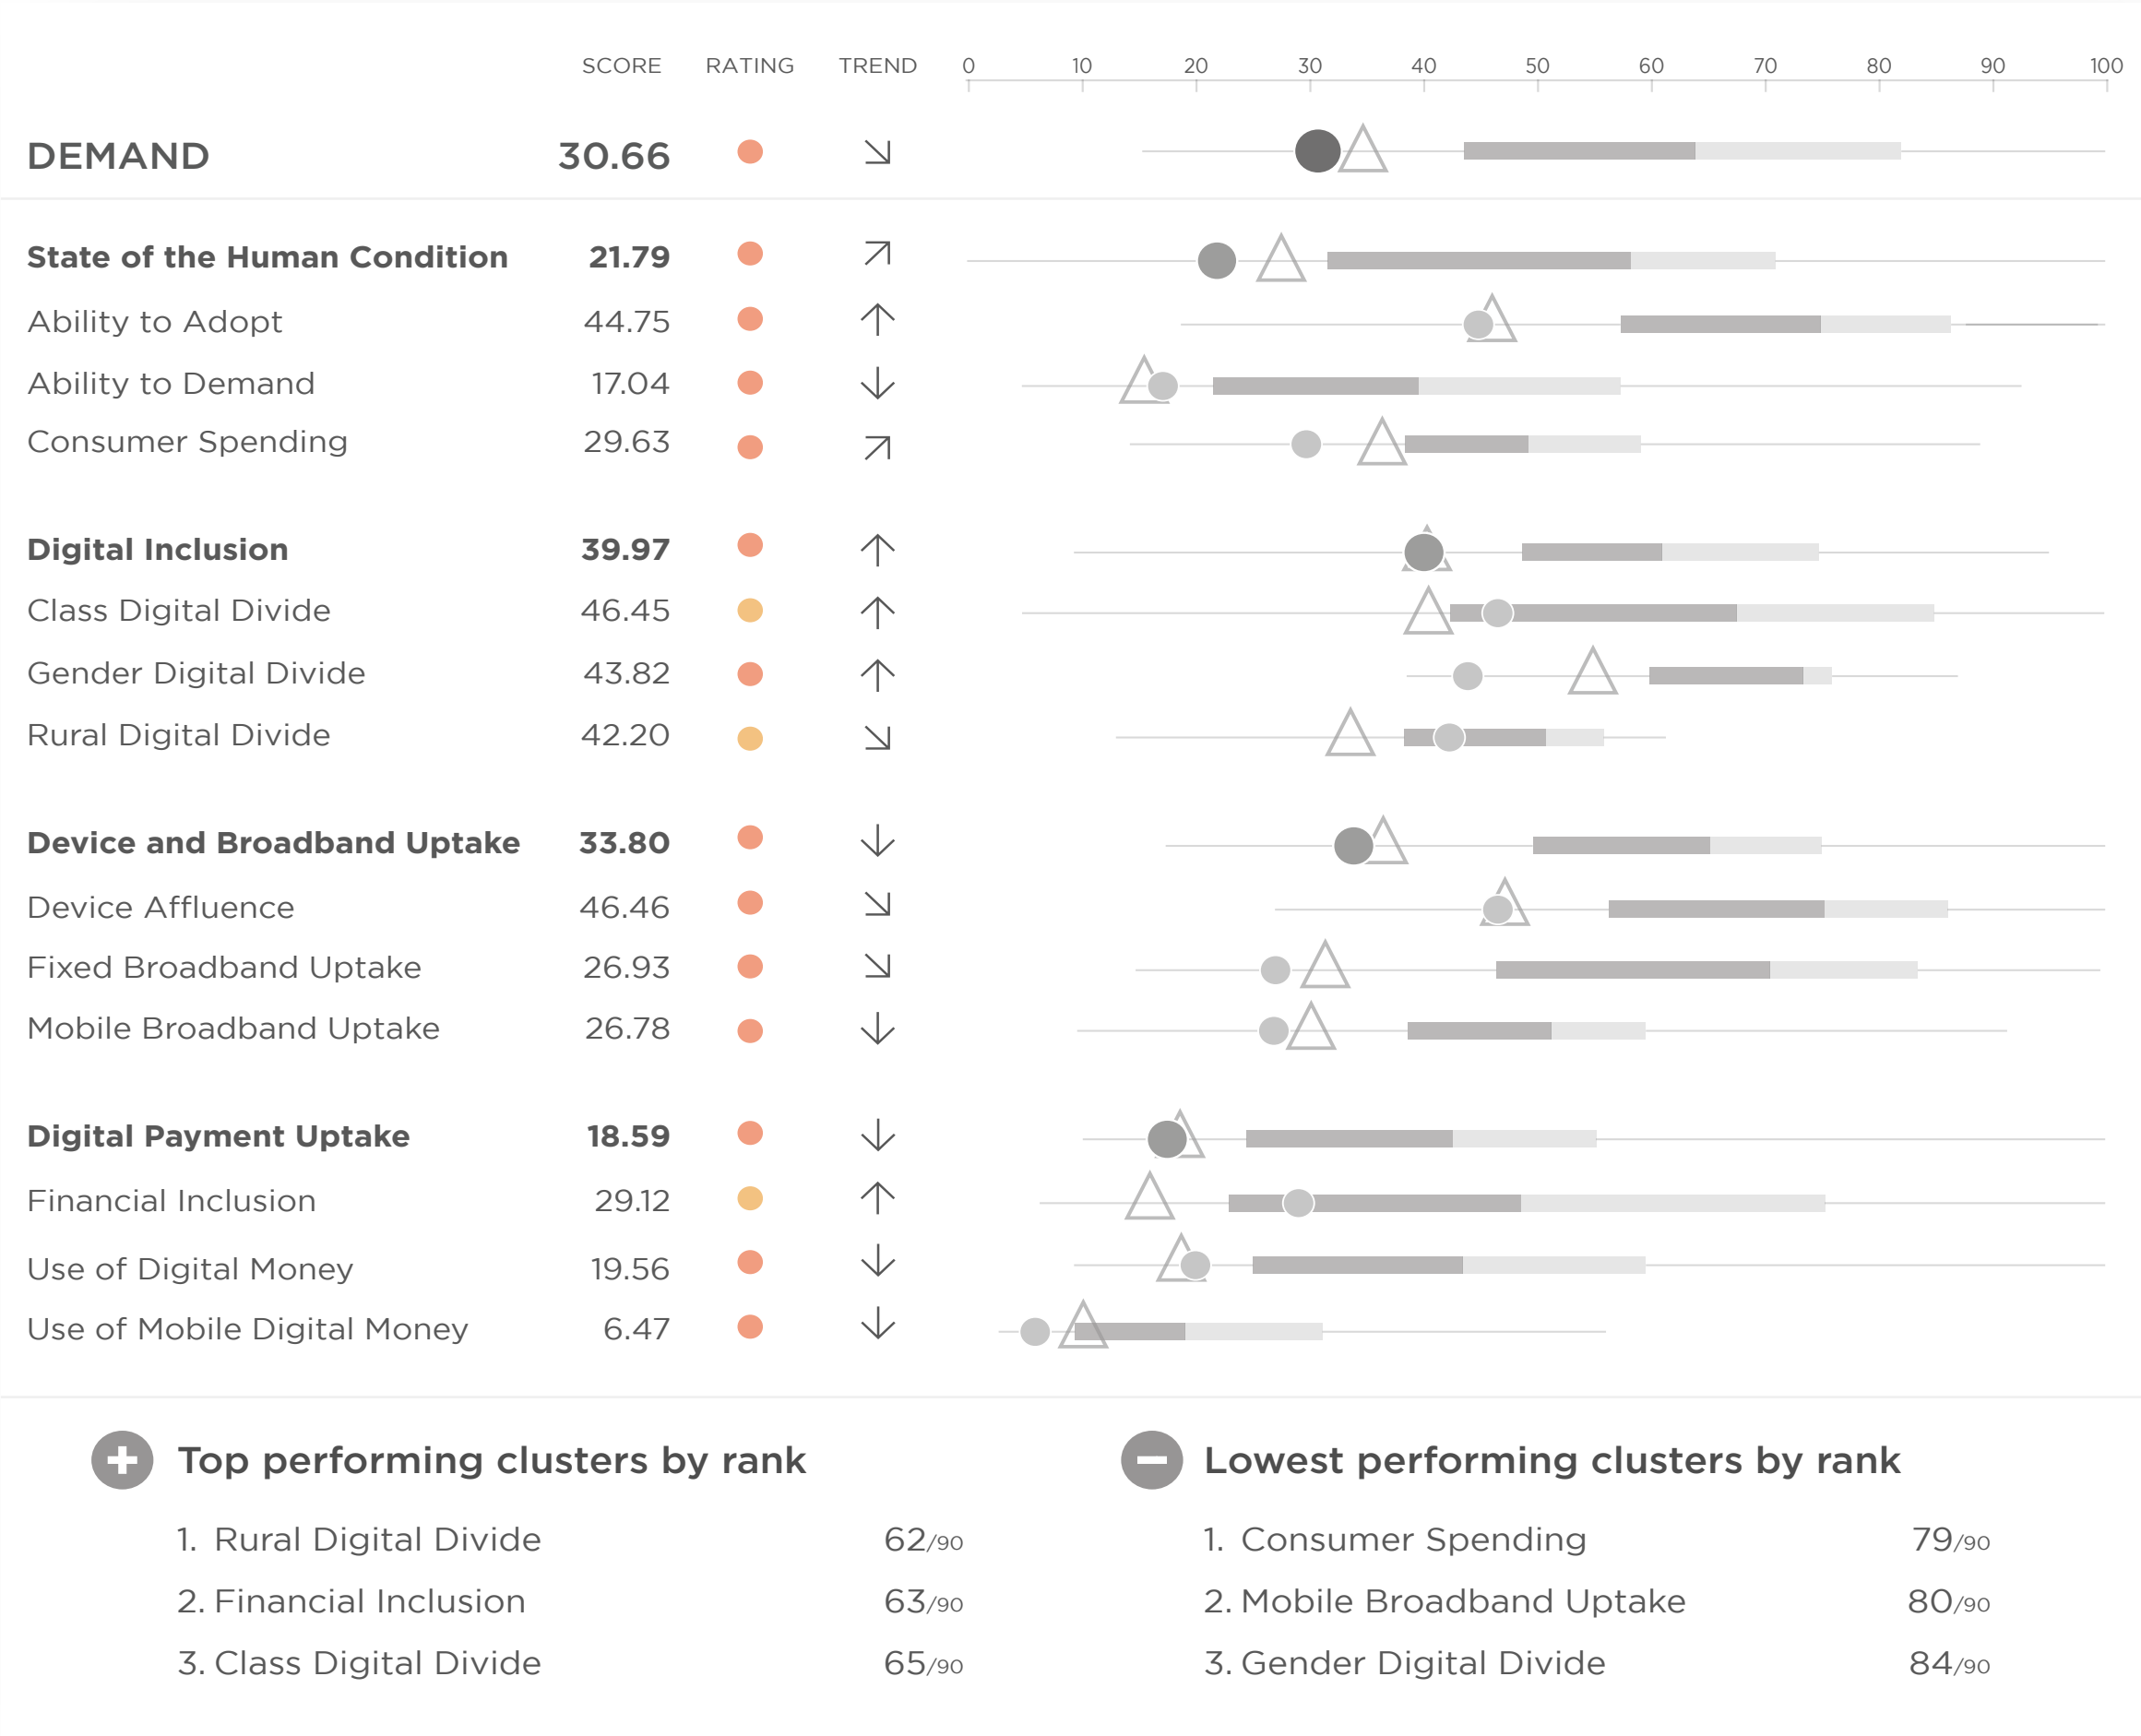 SCORE RATING TREND 0 10 20 30 40 50 60 70 80 90 100
DEMAND 30.66
State of the Human Condition 21.79
Ability to Adopt 44.75
Ability to Demand 17.04
Consumer Spending 29.63
Digital Inclusion 39.97
Class Digital Divide 46.45
Gender Digital Divide 43.82
Rural Digital Divide 42.20
Device and Broadband Uptake 33.80
Device Affluence 46.46
Fixed Broadband Uptake 26.93
Mobile Broadband Uptake 26.78
Digital Payment Uptake 18.59
Financial Inclusion 29.12
Use of Digital Money 19.56
Use of Mobile Digital Money 6.47
Top performing clusters by rank
1. Rural Digital Divide 62/90
2. Financial Inclusion 63/90
3. Class Digital Divide 65/90
Lowest performing clusters by rank
1. Consumer Spending 79/90
2. Mobile Broadband Uptake 80/90
3. Gender Digital Divide 84/90